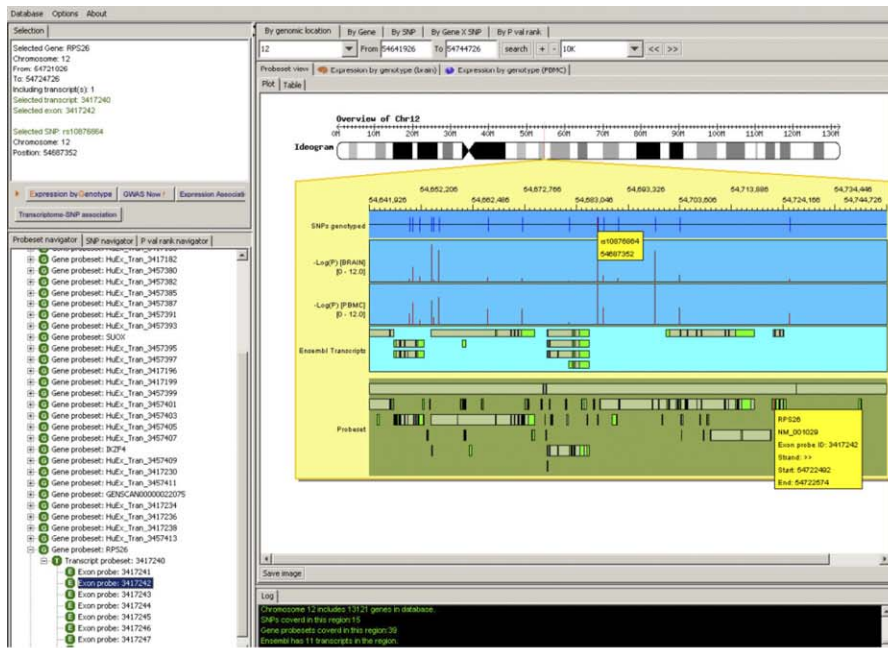 Database Options About
Selection
Selected Gene: RPS26
Chromosome: 12
From: 54721026
To: 54724726
Including transcript(s): 1
Selected transcript: 3417240
Selected exon: 3417242
Selected SNP: rs10876864
Chromosome: 12
Position: 54687352
Expression by Genotype GWAS Now! Expression Associati
Transcriptome-SNP association
Probeset navigator SNP navigator P val rank navigator
Gene probeset: HuEx_Tran_3417182
Gene probeset: HuEx_Tran_3457380
Gene probeset: HuEx_Tran_3457382
Gene probeset: HuEx_Tran_3457385
Gene probeset: HuEx_Tran_3457387
Gene probeset: HuEx_Tran_3457391
Gene probeset: HuEx_Tran_3457393
Gene probeset: SUOX
Gene probeset: HuEx_Tran_3457395
Gene probeset: HuEx_Tran_3457397
Gene probeset: HuEx_Tran_3417196
Gene probeset: HuEx_Tran_3417199
Gene probeset: HuEx_Tran_3457399
Gene probeset: HuEx_Tran_3457401
Gene probeset: HuEx_Tran_3457403
Gene probeset: HuEx_Tran_3457405
Gene probeset: HuEx_Tran_3457407
Gene probeset: IKZF4
Gene probeset: HuEx_Tran_3457409
Gene probeset: HuEx_Tran_3417230
Gene probeset: HuEx_Tran_3457411
Gene probeset: GENSCAN00000022075
Gene probeset: HuEx_Tran_3417234
Gene probeset: HuEx_Tran_3417236
Gene probeset: HuEx_Tran_3417238
Gene probeset: HuEx_Tran_3457413
Gene probeset: RPS26
Transcript probeset: 3417240
Exon probe: 3417241
Exon probe: 3417242
Exon probe: 3417243
Exon probe: 3417244
Exon probe: 3417245
Exon probe: 3417246
Exon probe: 3417247
By genomic location By Gene By SNP By Gene X SNP By P val rank
12 From 54641926 To 54744726 search + - 10K << >>
Probeset view Expression by genotype (brain) Expression by genotype (PBMC)
Plot Table
Overview of Chr12
0M 10M 20M 30M 40M 50M 60M 70M 80M 90M 100M 110M 120M 130M
Ideogram
54,652,206 54,672,766 54,693,326 54,713,886 54,734,446
54,641,926 54,662,486 54,683,046 54,703,606 54,724,166 54,744,726
SNPs genotyped
rs10876864
54687352
-Log(P) [BRAIN]
[0 - 12.0]
-Log(P) [PBMC]
[0 - 12.0]
Ensembl Transcripts
Probeset
RPS26
NM_001029
Exon probe ID: 3417242
Strand: >>
Start: 54722492
End: 54722574
Save image
Log
Chromosome 12 includes 13121 genes in database.
SNPs coverd in this region:15
Gene probesets coverd in this region:39
Ensembl has 11 transcripts in the region.